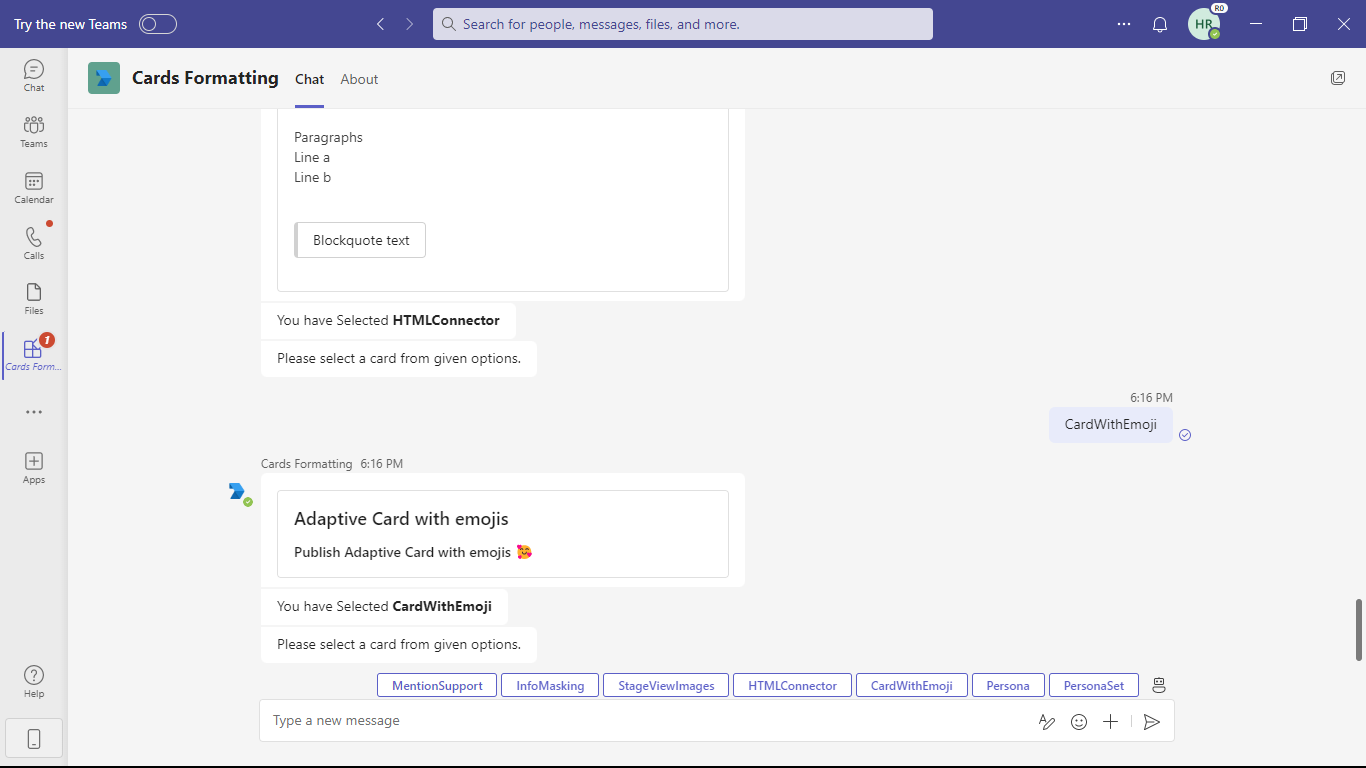 Try the new Teams
Search for people, messages, files, and more.
HR
R0
Chat
Teams
Calendar
Calls
Files
1
Cards Form...
Apps
Help
Cards Formatting
Chat
About
Paragraphs
Line a
Line b
Blockquote text
You have Selected HTMLConnector
Please select a card from given options.
6:16 PM
CardWithEmoji
Cards Formatting 6:16 PM
Adaptive Card with emojis
Publish Adaptive Card with emojis 🥰
You have Selected CardWithEmoji
Please select a card from given options.
MentionSupport
InfoMasking
StageViewImages
HTMLConnector
CardWithEmoji
Persona
PersonaSet
Type a new message